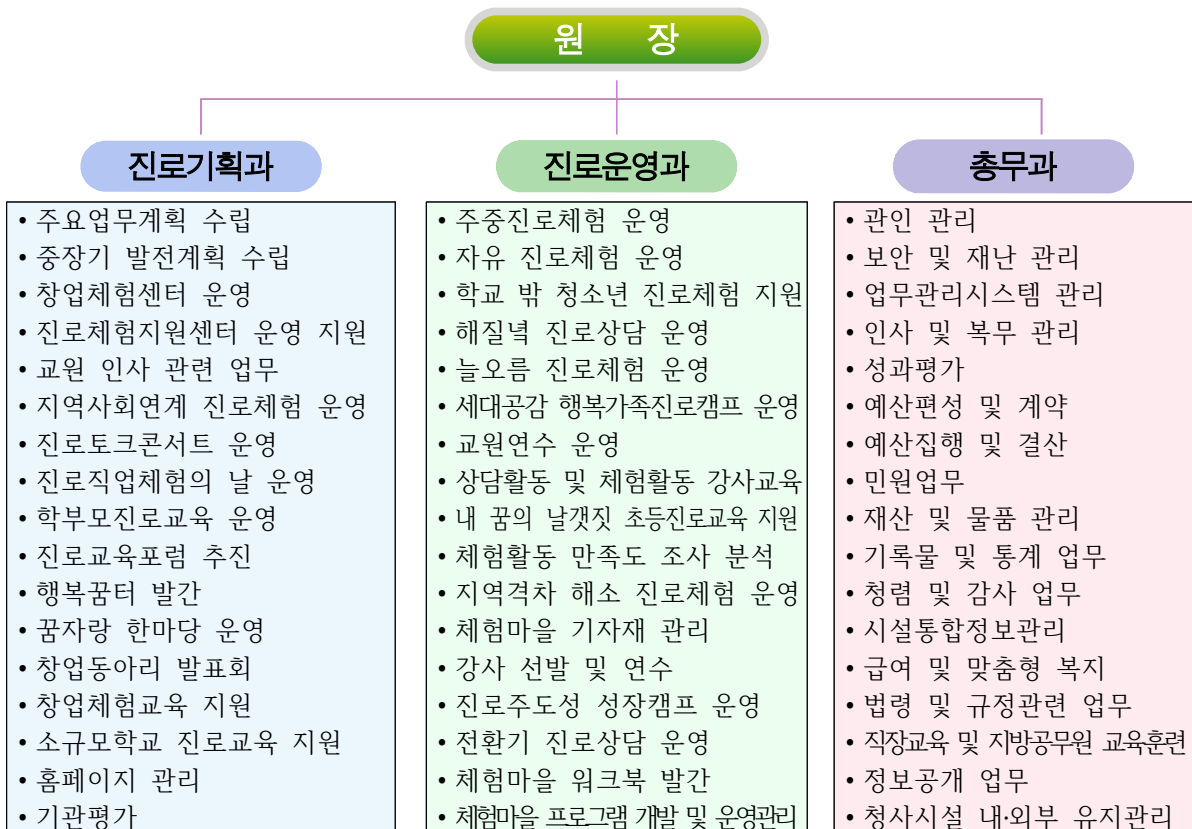 원 장
진로기획과
• 주요업무계획 수립
• 중장기 발전계획 수립
• 창업체험센터 운영
• 진로체험지원센터 운영 지원
• 교원 인사 관련 업무
• 지역사회연계 진로체험 운영
• 진로토크콘서트 운영
• 진로직업체험의 날 운영
• 학부모진로교육 운영
• 진로교육포럼 추진
• 행복꿈터 발간
• 꿈자랑 한마당 운영
• 창업동아리 발표회
• 창업체험교육 지원
• 소규모학교 진로교육 지원
• 홈페이지 관리
• 기관평가
진로운영과
• 주중진로체험 운영
• 자유 진로체험 운영
• 학교 밖 청소년 진로체험 지원
• 해질녘 진로상담 운영
• 늘오름 진로체험 운영
• 세대공감 행복가족진로캠프 운영
• 교원연수 운영
• 상담활동 및 체험활동 강사교육
• 내 꿈의 날갯짓 초등진로교육 지원
• 체험활동 만족도 조사 분석
• 지역격차 해소 진로체험 운영
• 체험마을 기자재 관리
• 강사 선발 및 연수
• 진로주도성 성장캠프 운영
• 전환기 진로상담 운영
• 체험마을 워크북 발간
• 체험마을 프로그램 개발 및 운영관리
총무과
• 관인 관리
• 보안 및 재난 관리
• 업무관리시스템 관리
• 인사 및 복무 관리
• 성과평가
• 예산편성 및 계약
• 예산집행 및 결산
• 민원업무
• 재산 및 물품 관리
• 기록물 및 통계 업무
• 청렴 및 감사 업무
• 시설통합정보관리
• 급여 및 맞춤형 복지
• 법령 및 규정관련 업무
• 직장교육 및 지방공무원 교육훈련
• 정보공개 업무
• 청사시설 내·외부 유지관리